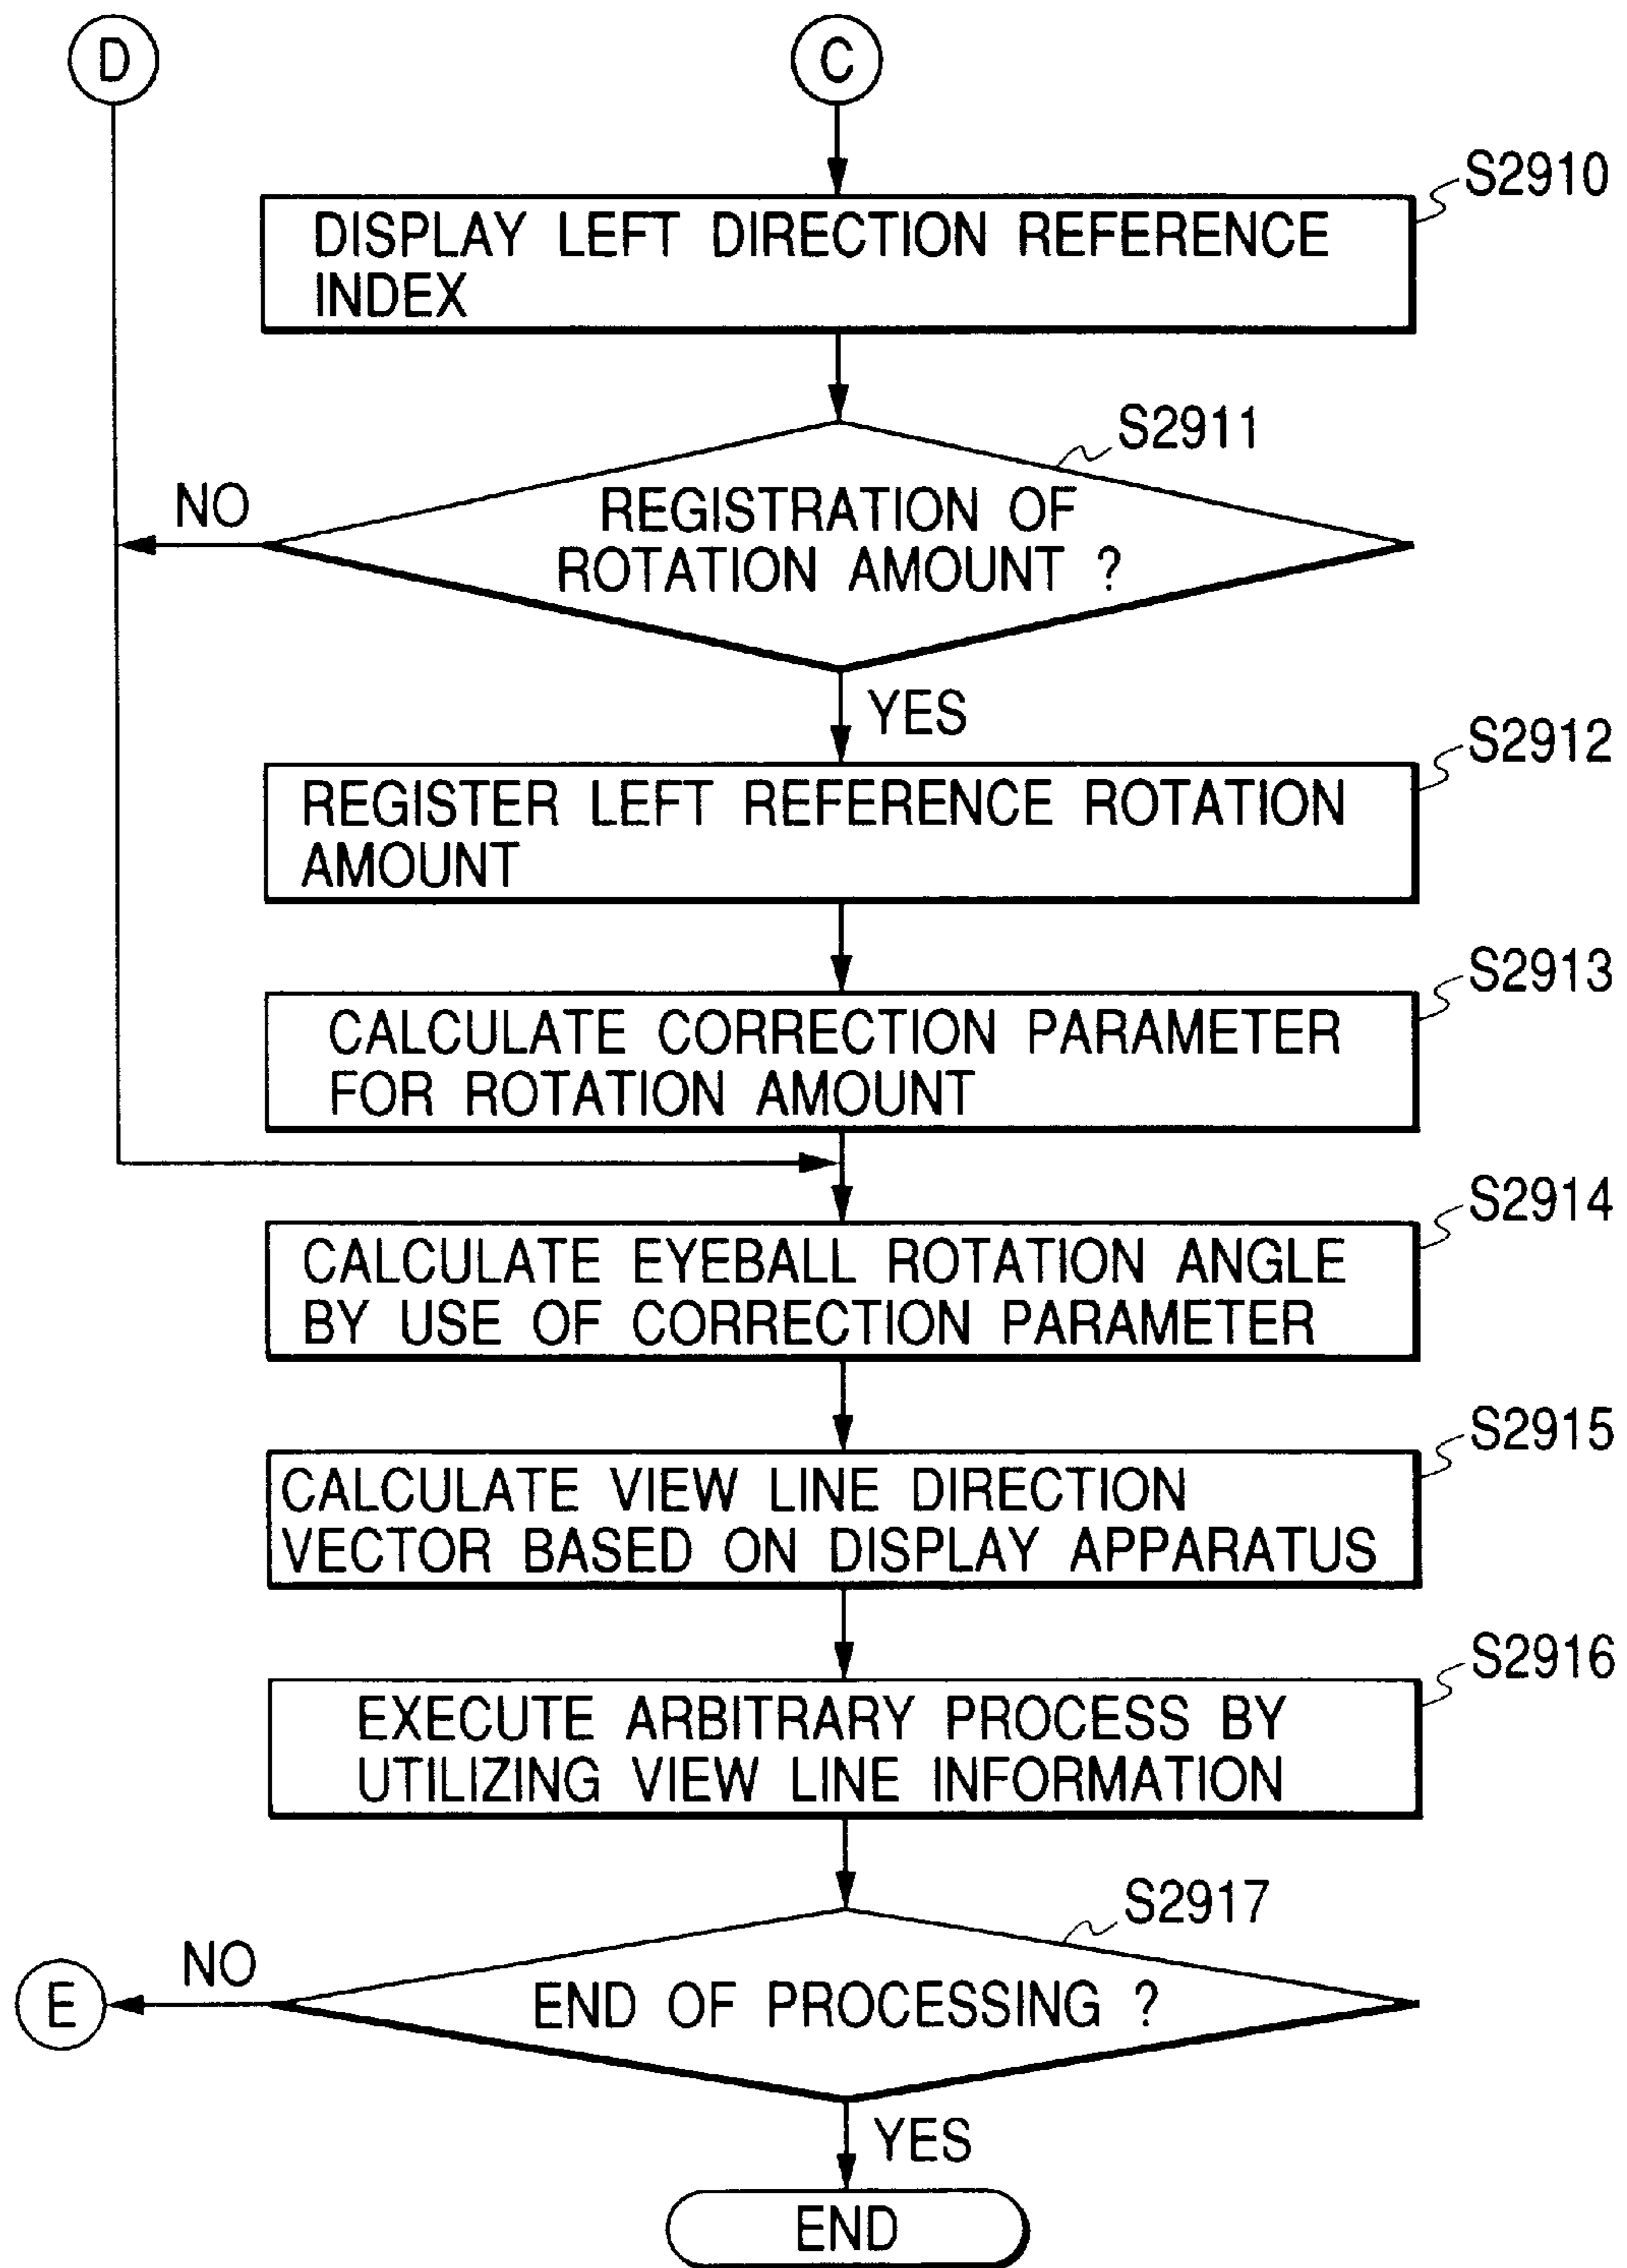 D
C
S2910
DISPLAY LEFT DIRECTION REFERENCE
INDEX
S2911
NO
REGISTRATION OF
ROTATION AMOUNT ?
YES
S2912
REGISTER LEFT REFERENCE ROTATION
AMOUNT
S2913
CALCULATE CORRECTION PARAMETER
FOR ROTATION AMOUNT
S2914
CALCULATE EYEBALL ROTATION ANGLE
BY USE OF CORRECTION PARAMETER
S2915
CALCULATE VIEW LINE DIRECTION
VECTOR BASED ON DISPLAY APPARATUS
S2916
EXECUTE ARBITRARY PROCESS BY
UTILIZING VIEW LINE INFORMATION
S2917
NO
E
END OF PROCESSING ?
YES
END